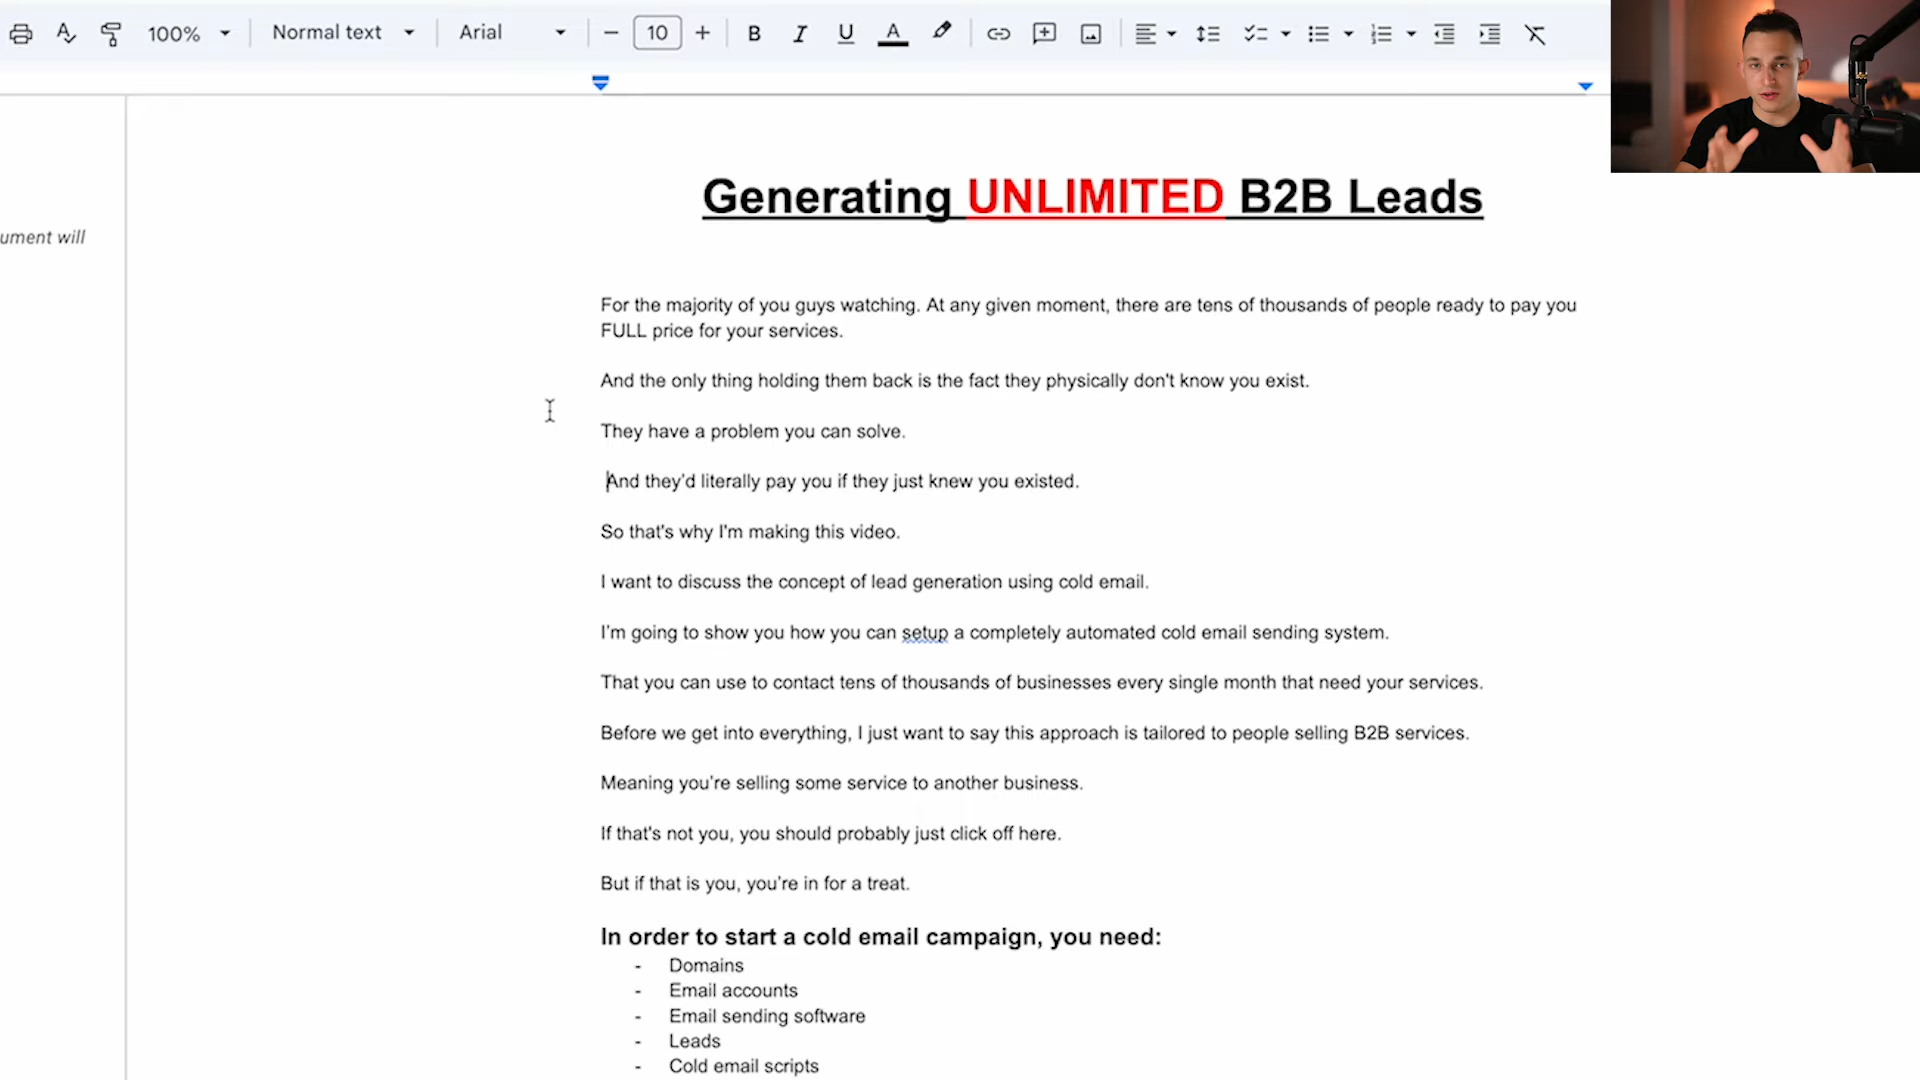 100%
Normal text
Arial
10
B
I
U
A
ument will
Generating UNLIMITED B2B Leads
For the majority of you guys watching. At any given moment, there are tens of thousands of people ready to pay you
FULL price for your services.
And the only thing holding them back is the fact they physically don't know you exist.
They have a problem you can solve.
And they’d literally pay you if they just knew you existed.
So that's why I'm making this video.
I want to discuss the concept of lead generation using cold email.
I’m going to show you how you can setup a completely automated cold email sending system.
That you can use to contact tens of thousands of businesses every single month that need your services.
Before we get into everything, I just want to say this approach is tailored to people selling B2B services.
Meaning you’re selling some service to another business.
If that's not you, you should probably just click off here.
But if that is you, you’re in for a treat.
In order to start a cold email campaign, you need:
- Domains
- Email accounts
- Email sending software
- Leads
- Cold email scripts